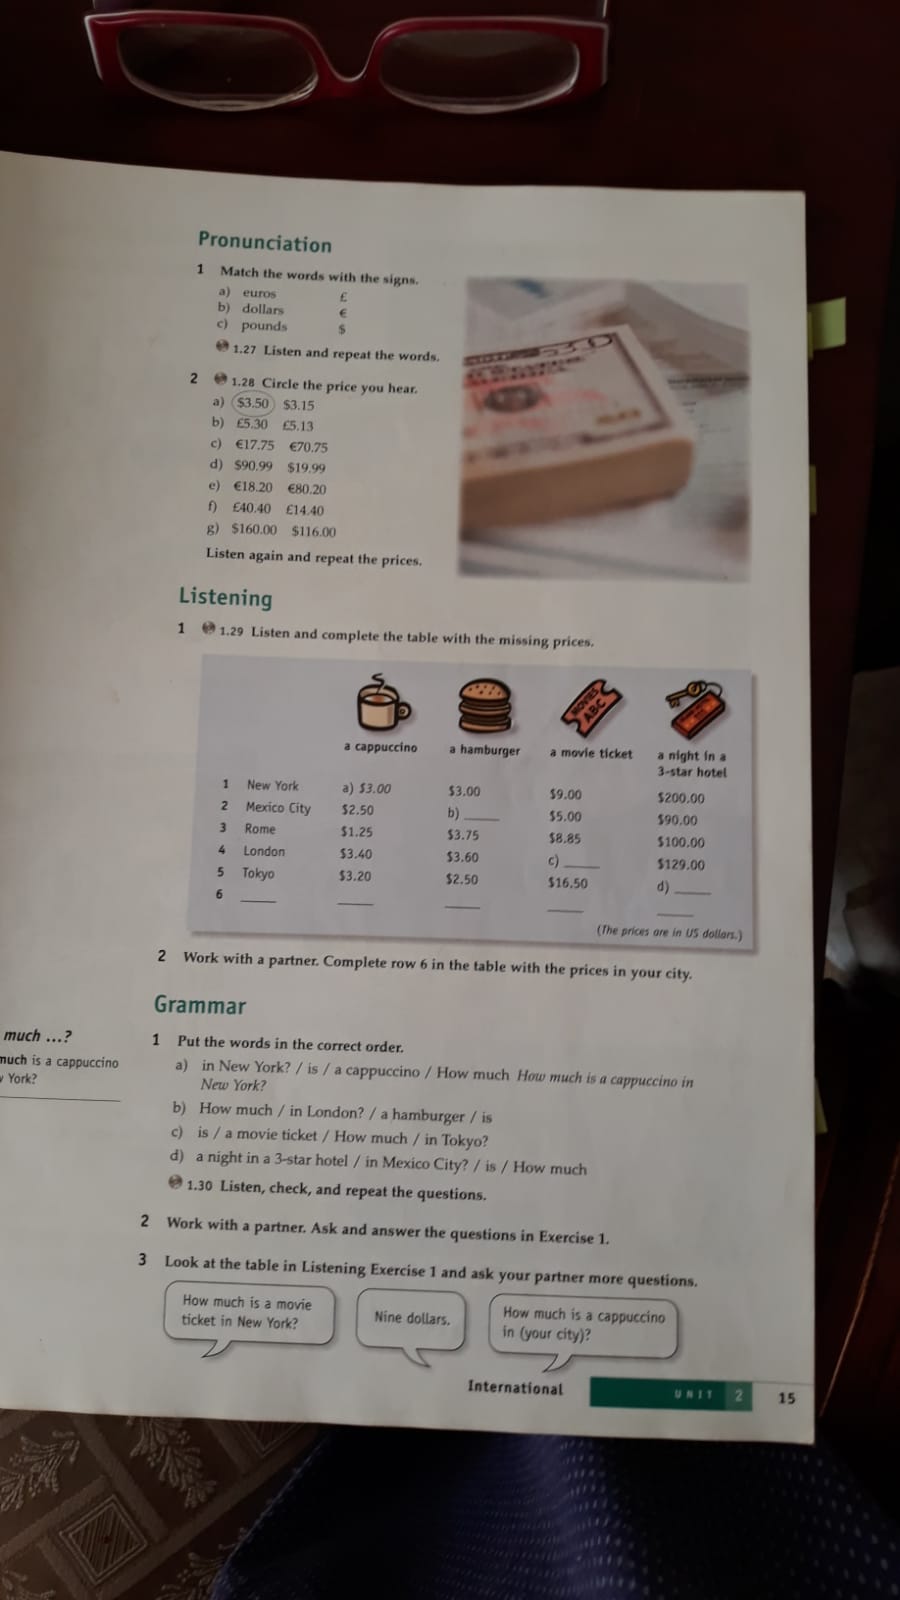 Pronunciation
1 Match the words with the signs.
a) euros £
b) dollars €
c) pounds $
1.27 Listen and repeat the words.
2 1.28 Circle the price you hear.
a) $3.50 $3.15
b) £5.30 £5.13
c) €17.75 €70.75
d) $90.99 $19.99
e) €18.20 €80.20
f) £40.40 £14.40
g) $160.00 $116.00
Listen again and repeat the prices.
Listening
1 1.29 Listen and complete the table with the missing prices.
MOVIES
ABC
a cappuccino a hamburger a movie ticket a night in a
3-star hotel
1 New York a) $3.00 $3.00 $9.00 $200.00
2 Mexico City $2.50 b) ____ $5.00 $90.00
3 Rome $1.25 $3.75 $8.85 $100.00
4 London $3.40 $3.60 c) ____ $129.00
5 Tokyo $3.20 $2.50 $16.50 d) ____
6 ____ ____ ____ ____ ____
(The prices are in US dollars.)
2 Work with a partner. Complete row 6 in the table with the prices in your city.
Grammar
much ...?
much is a cappuccino
York?
1 Put the words in the correct order.
a) in New York? / is / a cappuccino / How much How much is a cappuccino in
New York?
b) How much / in London? / a hamburger / is
c) is / a movie ticket / How much / in Tokyo?
d) a night in a 3-star hotel / in Mexico City? / is / How much
1.30 Listen, check, and repeat the questions.
2 Work with a partner. Ask and answer the questions in Exercise 1.
3 Look at the table in Listening Exercise 1 and ask your partner more questions.
How much is a movie
ticket in New York?
Nine dollars.
How much is a cappuccino
in (your city)?
International UNIT 2 15